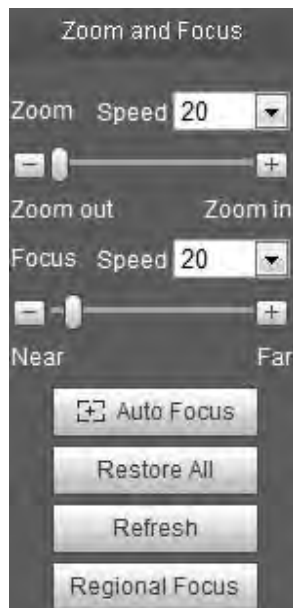 Zoom and Focus
Zoom Speed 20
Zoom out Zoom in
Focus Speed 20
Near Far
Auto Focus
Restore All
Refresh
Regional Focus